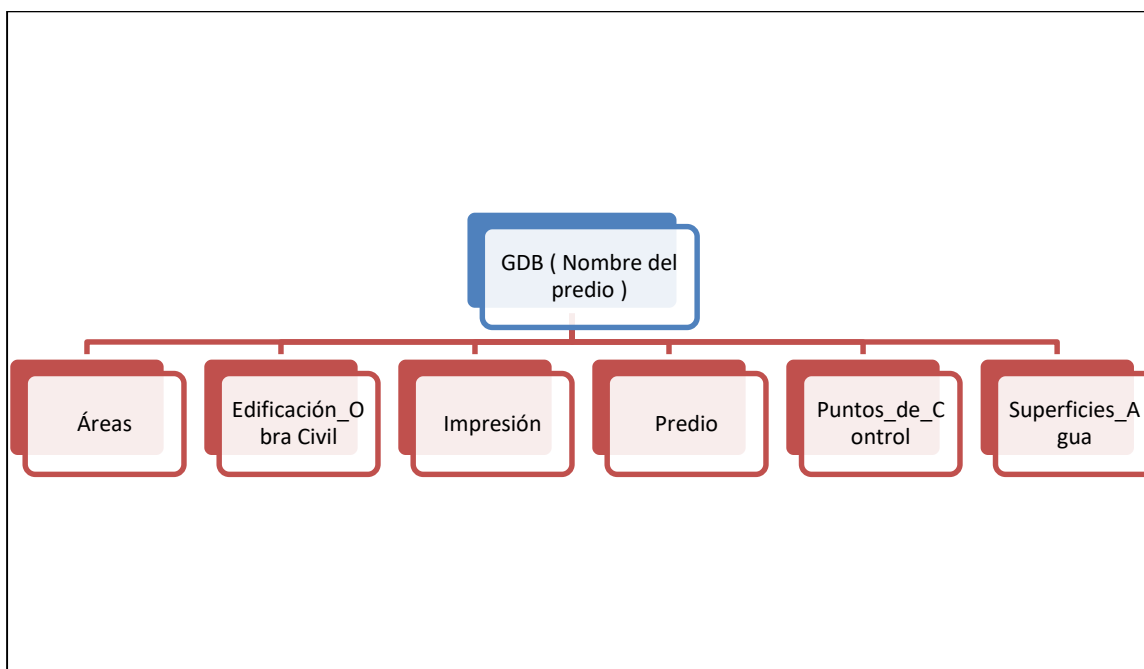 GDB ( Nombre del
predio )
Áreas
Edificación_O
bra Civil
Impresión
Predio
Puntos_de_C
ontrol
Superficies_A
gua